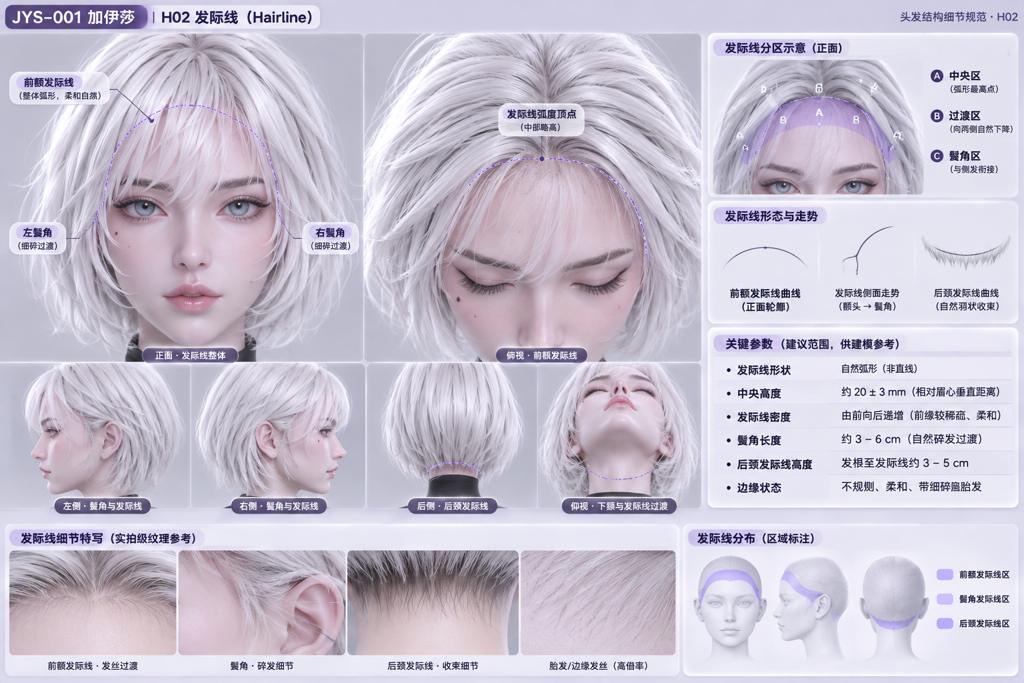 JYS-001 加伊莎 | H02 发际线（Hairline）
头发结构细节规范 · H02
前额发际线
（整体弧形，柔和自然）
左鬓角
（细碎过渡）
右鬓角
（细碎过渡）
正面 · 发际线整体
发际线弧度顶点
（中部略高）
俯视 · 前额发际线
左侧 · 鬓角与发际线
右侧 · 鬓角与发际线
后侧 · 后颈发际线
仰视 · 下颌与发际线过渡
发际线分区示意（正面）
A
B
B
A 中央区
（弧形最高点）
B 过渡区
（向两侧自然下降）
C 鬓角区
（与侧发衔接）
发际线形态与走势
前额发际线曲线
（正面轮廓）
发际线侧面走势
（额头 → 鬓角）
后颈发际线曲线
（自然羽状收束）
关键参数（建议范围，供建模参考）
• 发际线形状 自然弧形（非直线）
• 中央高度 约 20 ± 3 mm（相对眉心垂直距离）
• 发际线密度 由前向后递增（前缘较稀疏、柔和）
• 鬓角长度 约 3 – 6 cm（自然碎发过渡）
• 后颈发际线高度 发根至发际线约 3 – 5 cm
• 边缘状态 不规则、柔和、带细碎胎发
发际线细节特写（实拍级纹理参考）
前额发际线 · 发丝过渡
鬓角 · 碎发细节
后颈发际线 · 收束细节
胎发/边缘发丝（高倍率）
发际线分布（区域标注）
前额发际线区
鬓角发际线区
后颈发际线区